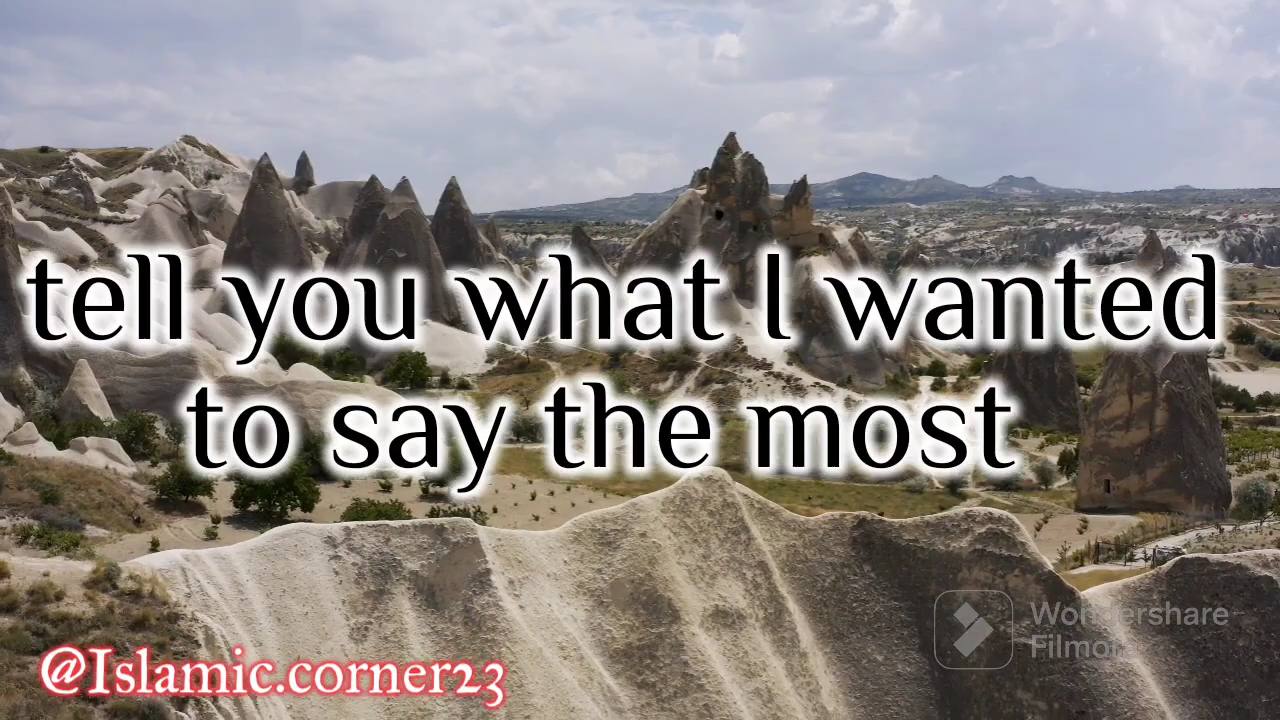 tell you what I wanted
to say the most
Wondershare
Filmora
@Islamic.corner23